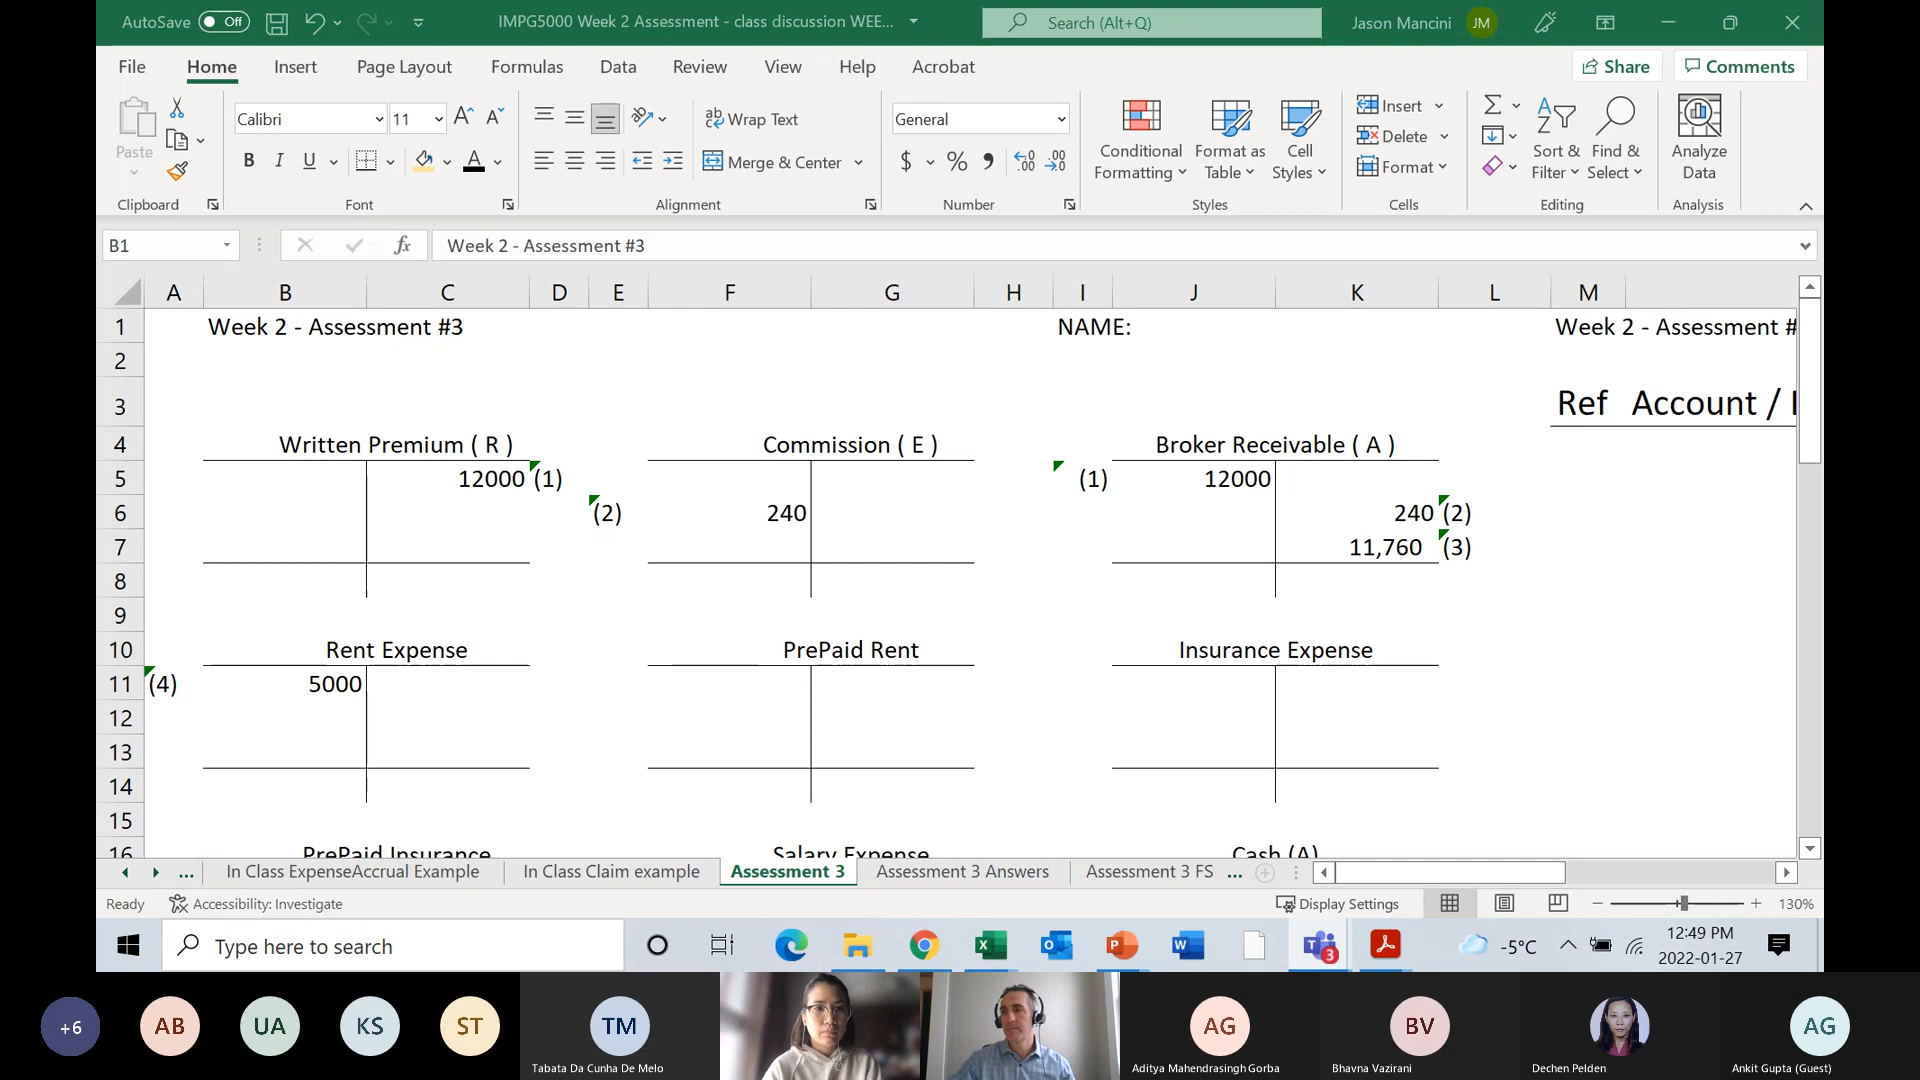 AutoSave Off IMPG5000 Week 2 Assessment - class discussion WEE... Search (Alt+Q) Jason Mancini JM
File Home Insert Page Layout Formulas Data Review View Help Acrobat Share Comments
Paste Calibri 11 Wrap Text General Insert
B I U Merge & Center $ % Conditional Formatting Format as Table Cell Styles Delete Sort & Filter Find & Select Analyze Data
Format
Clipboard Font Alignment Number Styles Cells Editing Analysis
B1 fx Week 2 - Assessment #3
A B C D E F G H I J K L M
1 Week 2 - Assessment #3 NAME: Week 2 - Assessment #
2
3 Ref Account /
4 Written Premium ( R ) Commission ( E ) Broker Receivable ( A )
5 12000 (1) (1) 12000
6 (2) 240 240 (2)
7 11,760 (3)
8
9
10 Rent Expense PrePaid Rent Insurance Expense
11 (4) 5000
12
13
14
15
16 PrePaid Insurance Salary Expense Cash (A)
... In Class ExpenseAccrual Example In Class Claim example Assessment 3 Assessment 3 Answers Assessment 3 FS ...
Ready Accessibility: Investigate Display Settings 130%
Type here to search 3 -5°C 12:49 PM
2022-01-27
+6 AB UA KS ST TM AG BV AG
Tabata Da Cunha De Melo Aditya Mahendrasingh Gorba Bhavna Vazirani Dechen Pelden Ankit Gupta (Guest)